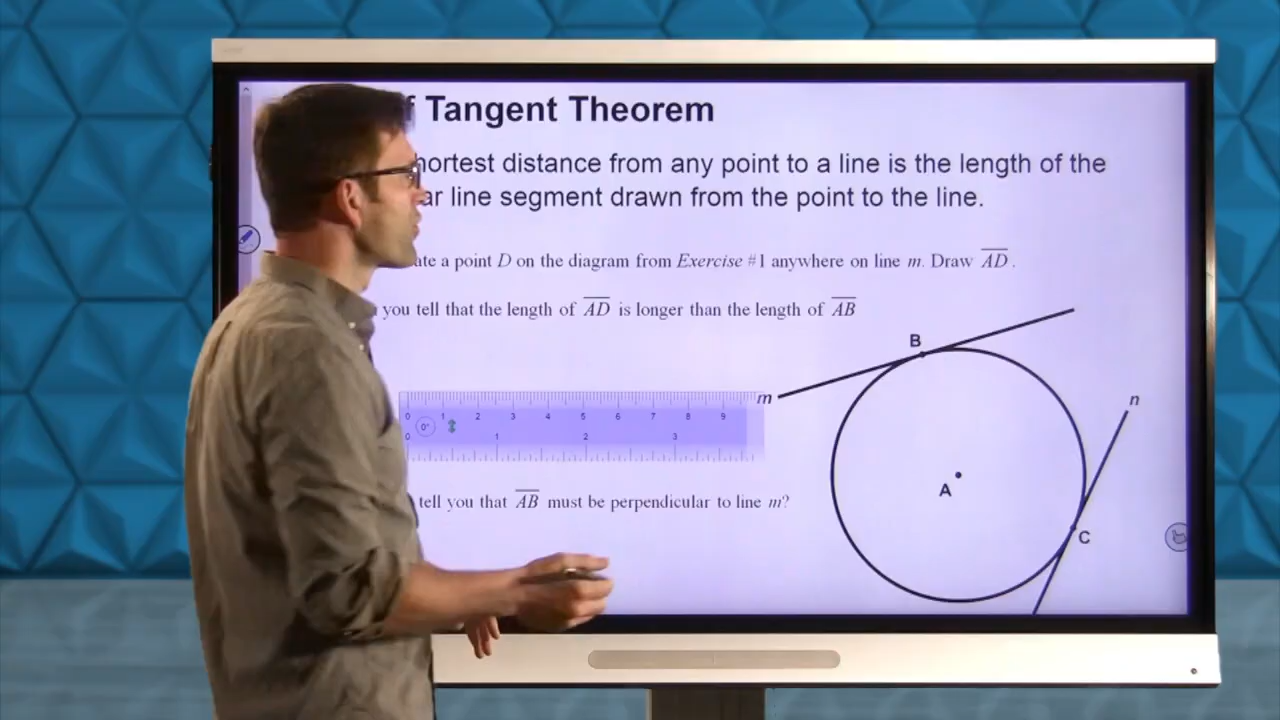 f Tangent Theorem
hortest distance from any point to a line is the length of the
ar line segment drawn from the point to the line.
ate a point D on the diagram from Exercise #1 anywhere on line m. Draw AD.
you tell that the length of AD is longer than the length of AB
B
m
n
0 1 2 3 4 5 6 7 8 9
0°
0 1 2 3
A
tell you that AB must be perpendicular to line m?
C